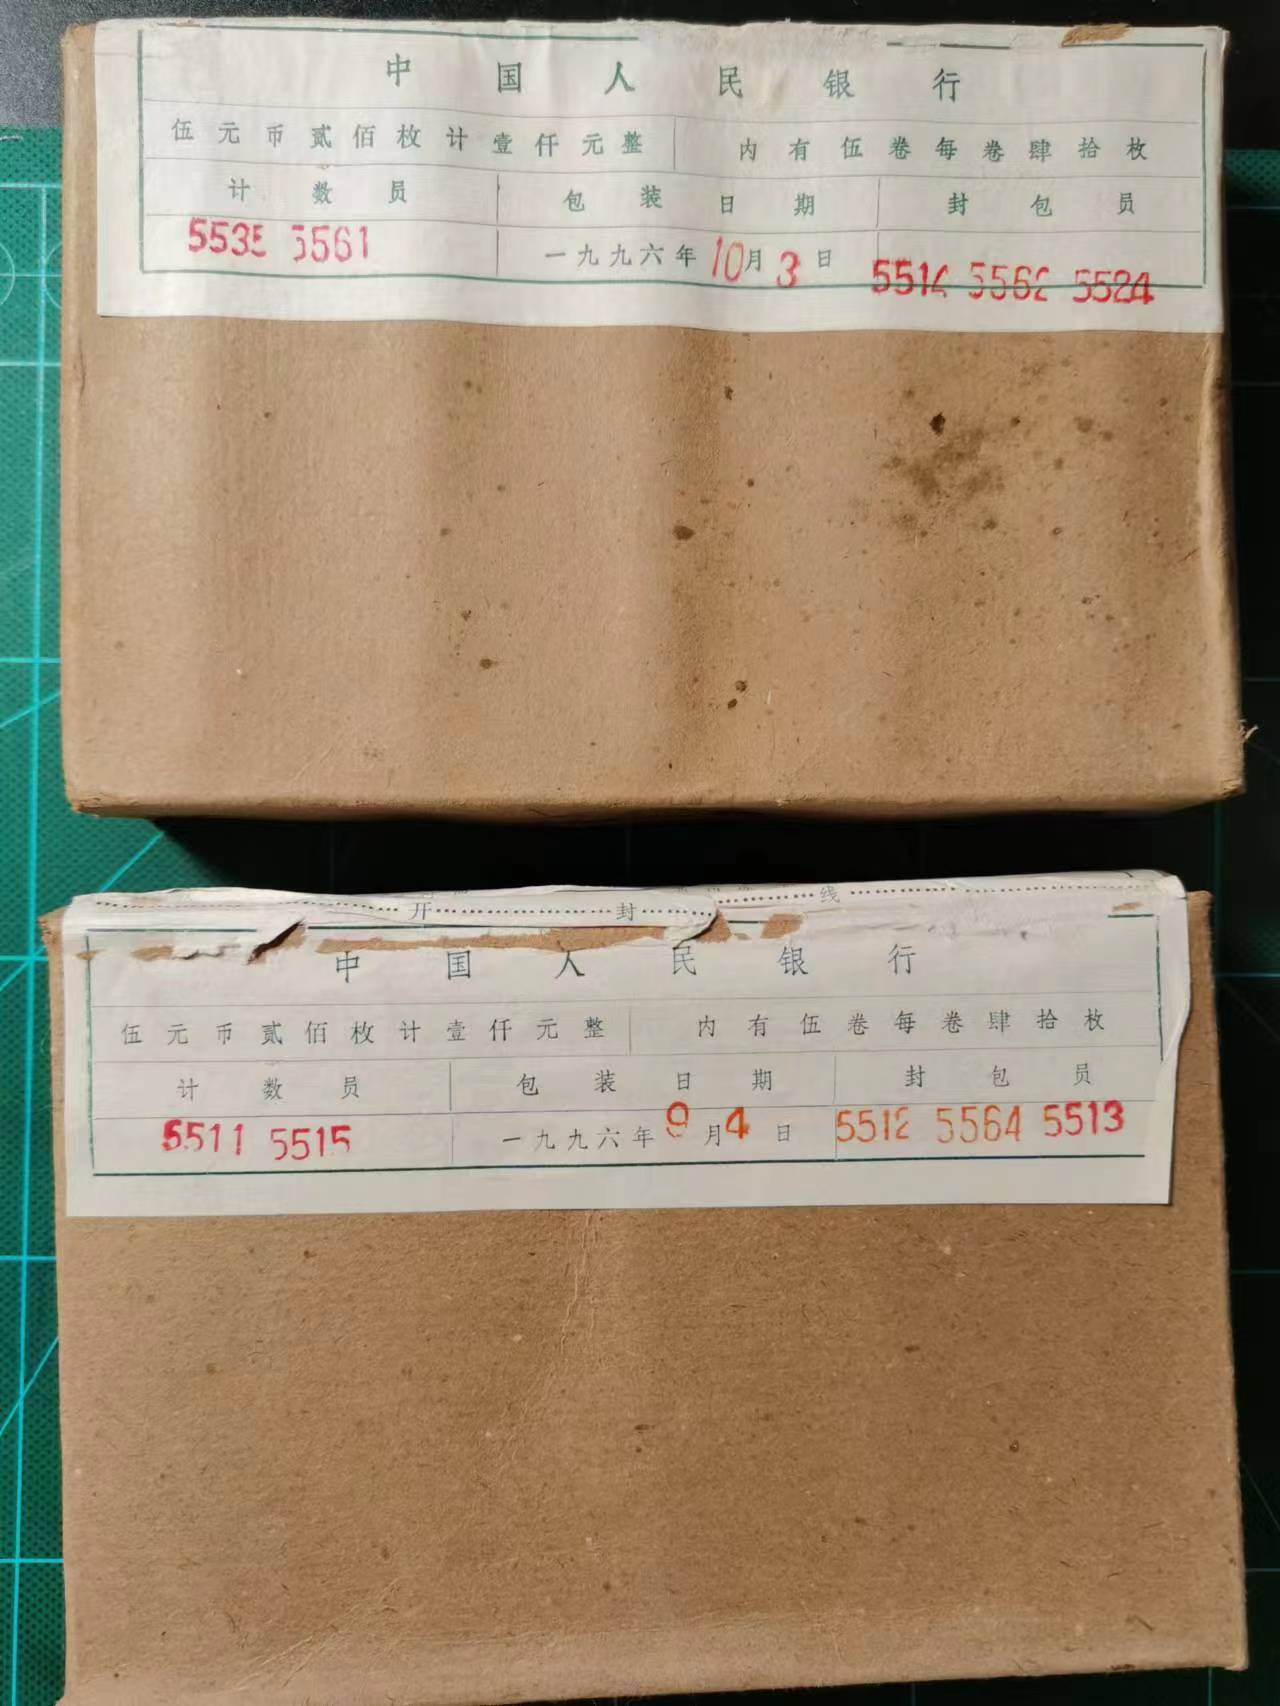 中国人民银行
伍元币贰佰枚计壹仟元整 内有伍卷每卷肆拾枚
计数员 包装日期 封包员
5535 5561 一九九六年10月3日 5514 5562 5524
开封线
中国人民银行
伍元币贰佰枚计壹仟元整 内有伍卷每卷肆拾枚
计数员 包装日期 封包员
5511 5515 一九九六年9月4日 5512 5564 5513